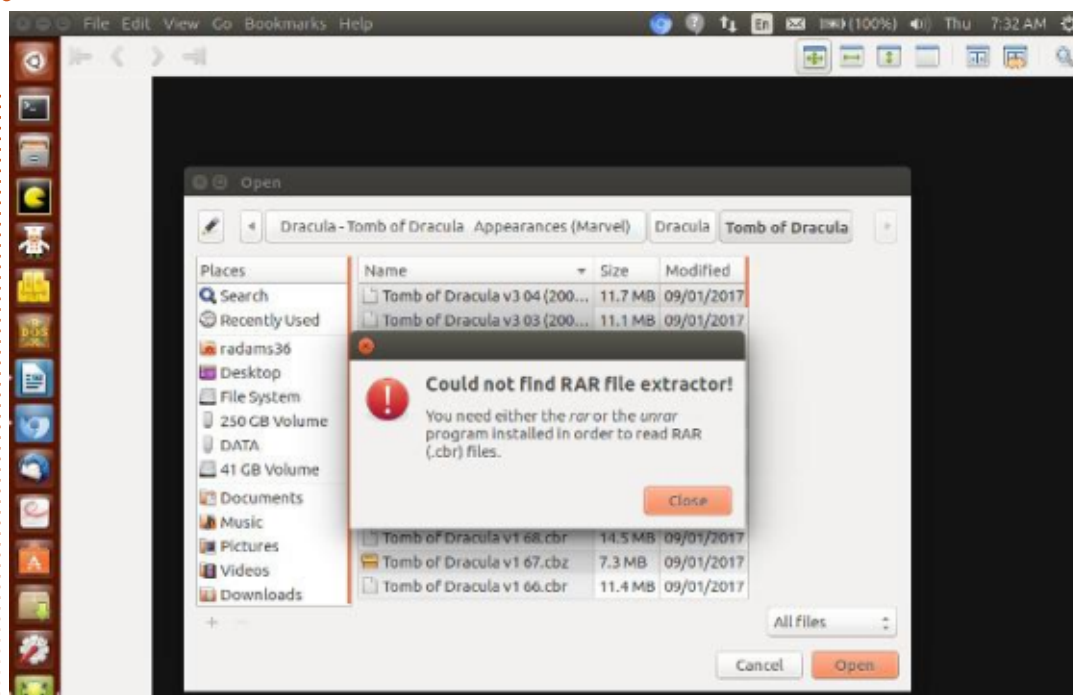 File Edit View Go Bookmarks Help En (100%) Thu 7:32 AM
Open
Dracula - Tomb of Dracula Appearances (Marvel) Dracula Tomb of Dracula
Places
Search
Recently Used
radams36
Desktop
File System
250 GB Volume
DATA
41 GB Volume
Documents
Music
Pictures
Videos
Downloads
Name Size Modified
Tomb of Dracula v3 04 (200... 11.7 MB 09/01/2017
Tomb of Dracula v3 03 (200... 11.1 MB 09/01/2017
Could not find RAR file extractor!
You need either the rar or the unrar
program installed in order to read RAR
(.cbr) files.
Close
Tomb of Dracula v1 68.cbr 14.5 MB 09/01/2017
Tomb of Dracula v1 67.cbz 7.3 MB 09/01/2017
Tomb of Dracula v1 66.cbr 11.4 MB 09/01/2017
All files
Cancel Open